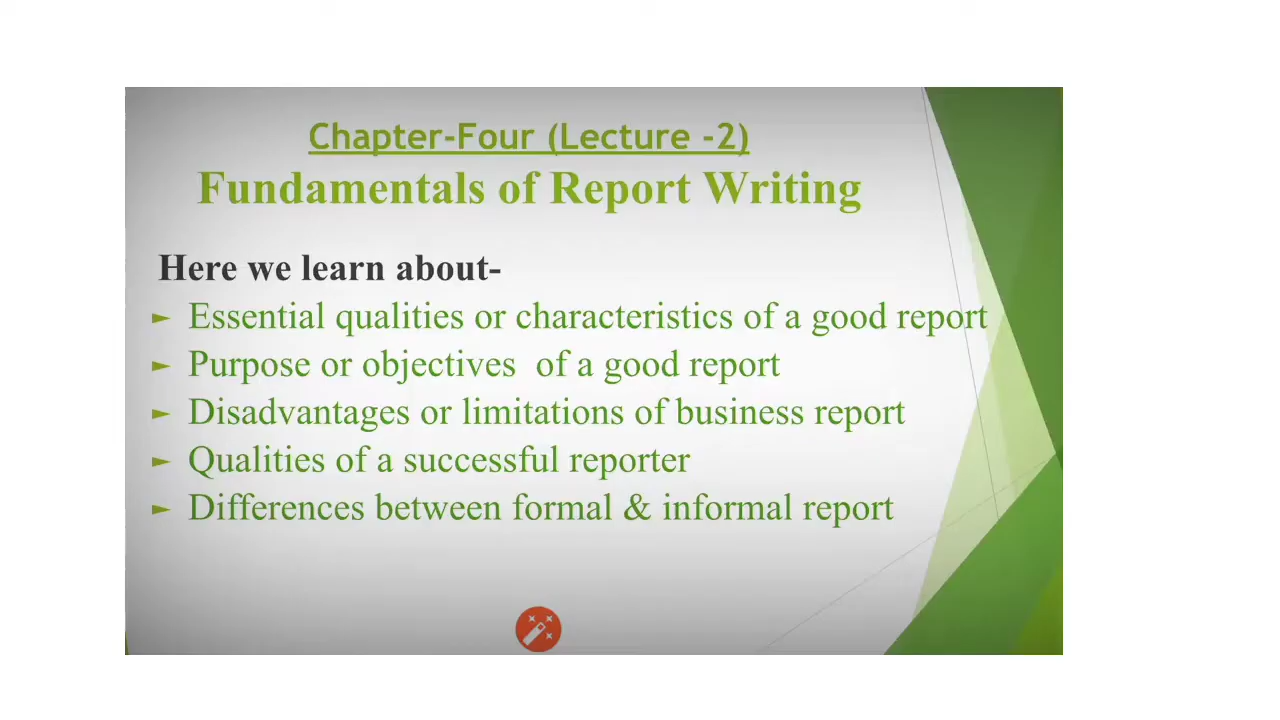 Chapter-Four (Lecture -2)
Fundamentals of Report Writing
Here we learn about-
► Essential qualities or characteristics of a good report
► Purpose or objectives  of a good report
► Disadvantages or limitations of business report
► Qualities of a successful reporter
► Differences between formal & informal report